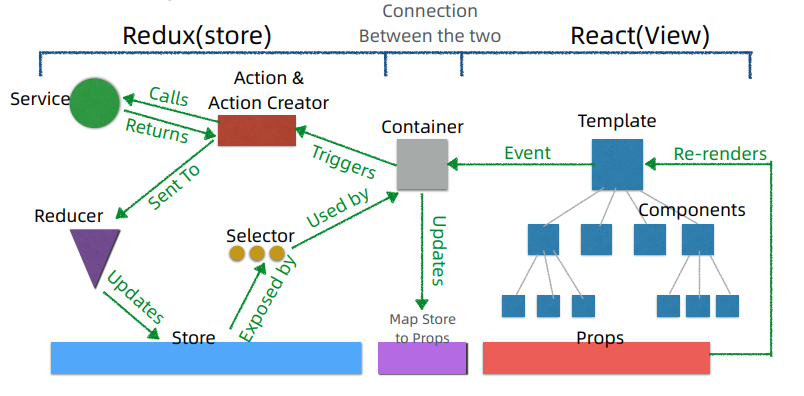 Connection
Between the two
Redux(store)
React(View)
Action &
Action Creator
Service
Calls
Returns
Container
Template
Triggers
Event
Re-renders
Sent To
Used by
Components
Reducer
Selector
Updates
Updates
Exposed by
Map Store
to Props
Store
Props